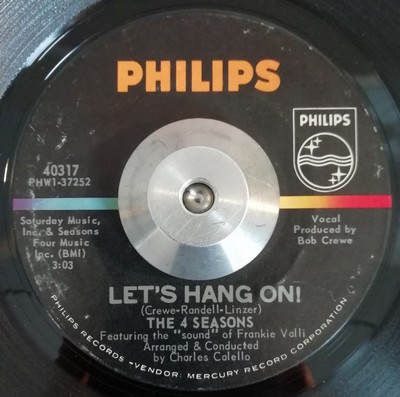 PHILIPS
PHILIPS
40317
PHW1-37252
Saturday Music,
Inc. & Seasons
Four Music
Inc. (BMI)
3:03
Vocal
Produced by
Bob Crewe
LET'S HANG ON!
(Crewe-Randell-Linzer)
THE 4 SEASONS
Featuring the "sound" of Frankie Valli
Arranged & Conducted
by Charles Calello
PHILIPS RECORDS •VENDOR: MERCURY RECORD CORPORATION